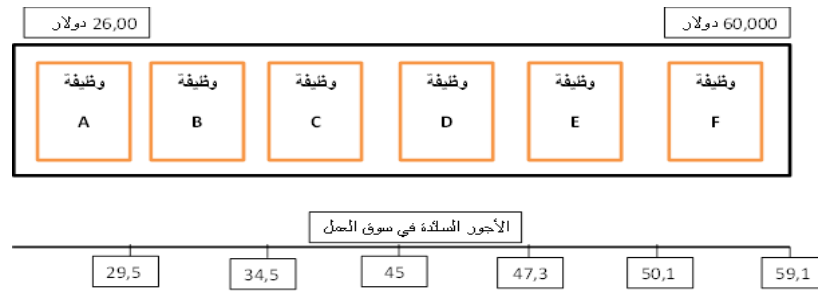 26,00 دولار
60,000 دولار
وظيفة
A
وظيفة
B
وظيفة
C
وظيفة
D
وظيفة
E
وظيفة
F
الأجور السائدة في سوق العمل
29,5
34,5
45
47,3
50,1
59,1